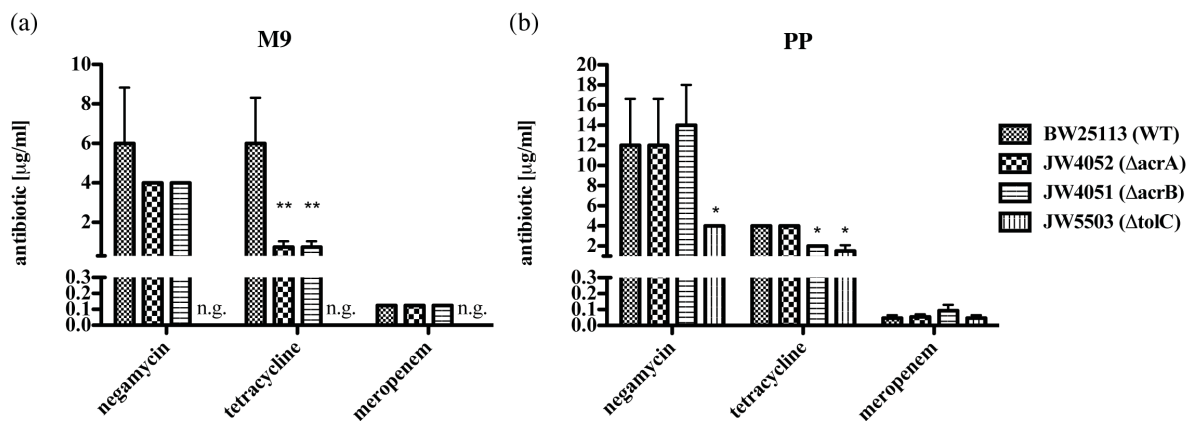 (a)
M9
antibiotic [µg/ml]
10
8
6
4
2
0.3
0.2
0.1
0.0
**
**
n.g.
n.g.
n.g.
negamycin
tetracycline
meropenem
(b)
PP
antibiotic [µg/ml]
20
18
16
14
12
10
8
6
4
2
0.3
0.2
0.1
0.0
*
*
*
negamycin
tetracycline
meropenem
BW25113 (WT)
JW4052 (ΔacrA)
JW4051 (ΔacrB)
JW5503 (ΔtolC)